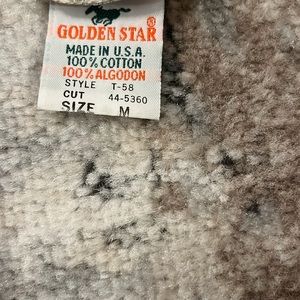 GOLDEN STAR
MADE IN U.S.A.
100% COTTON
100% ALGODON
STYLE T-58
CUT 44-5360
SIZE M